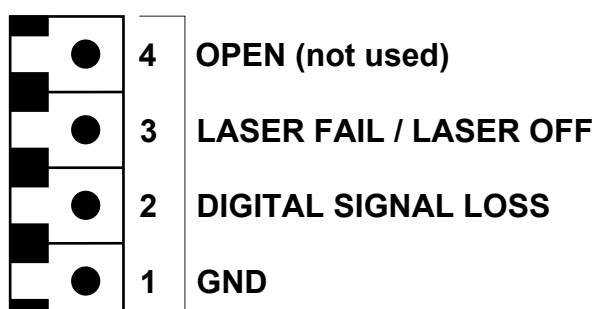 4 OPEN (not used)
3 LASER FAIL / LASER OFF
2 DIGITAL SIGNAL LOSS
1 GND